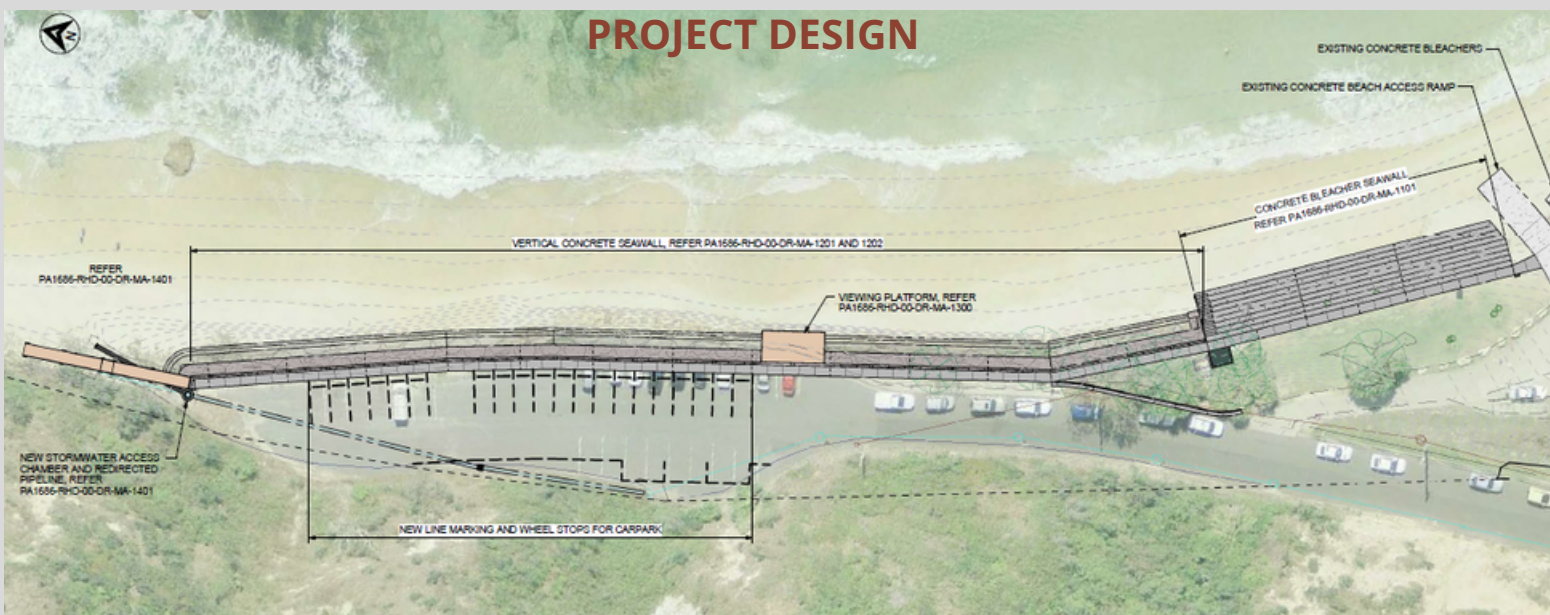 PROJECT DESIGN
N
EXISTING CONCRETE BLEACHERS
EXISTING CONCRETE BEACH ACCESS RAMP
CONCRETE BLEACHER SEAWALL
REFER PA1686-RHD-00-DR-MA-1101
VERTICAL CONCRETE SEAWALL, REFER PA1686-RHD-00-DR-MA-1201 AND 1202
REFER
PA1686-RHD-00-DR-MA-1401
VIEWING PLATFORM, REFER
PA1686-RHD-00-DR-MA-1300
NEW STORMWATER ACCESS
CHAMBER AND REDIRECTED
PIPELINE, REFER
PA1686-RHD-00-DR-MA-1401
NEW LINE MARKING AND WHEEL STOPS FOR CARPARK